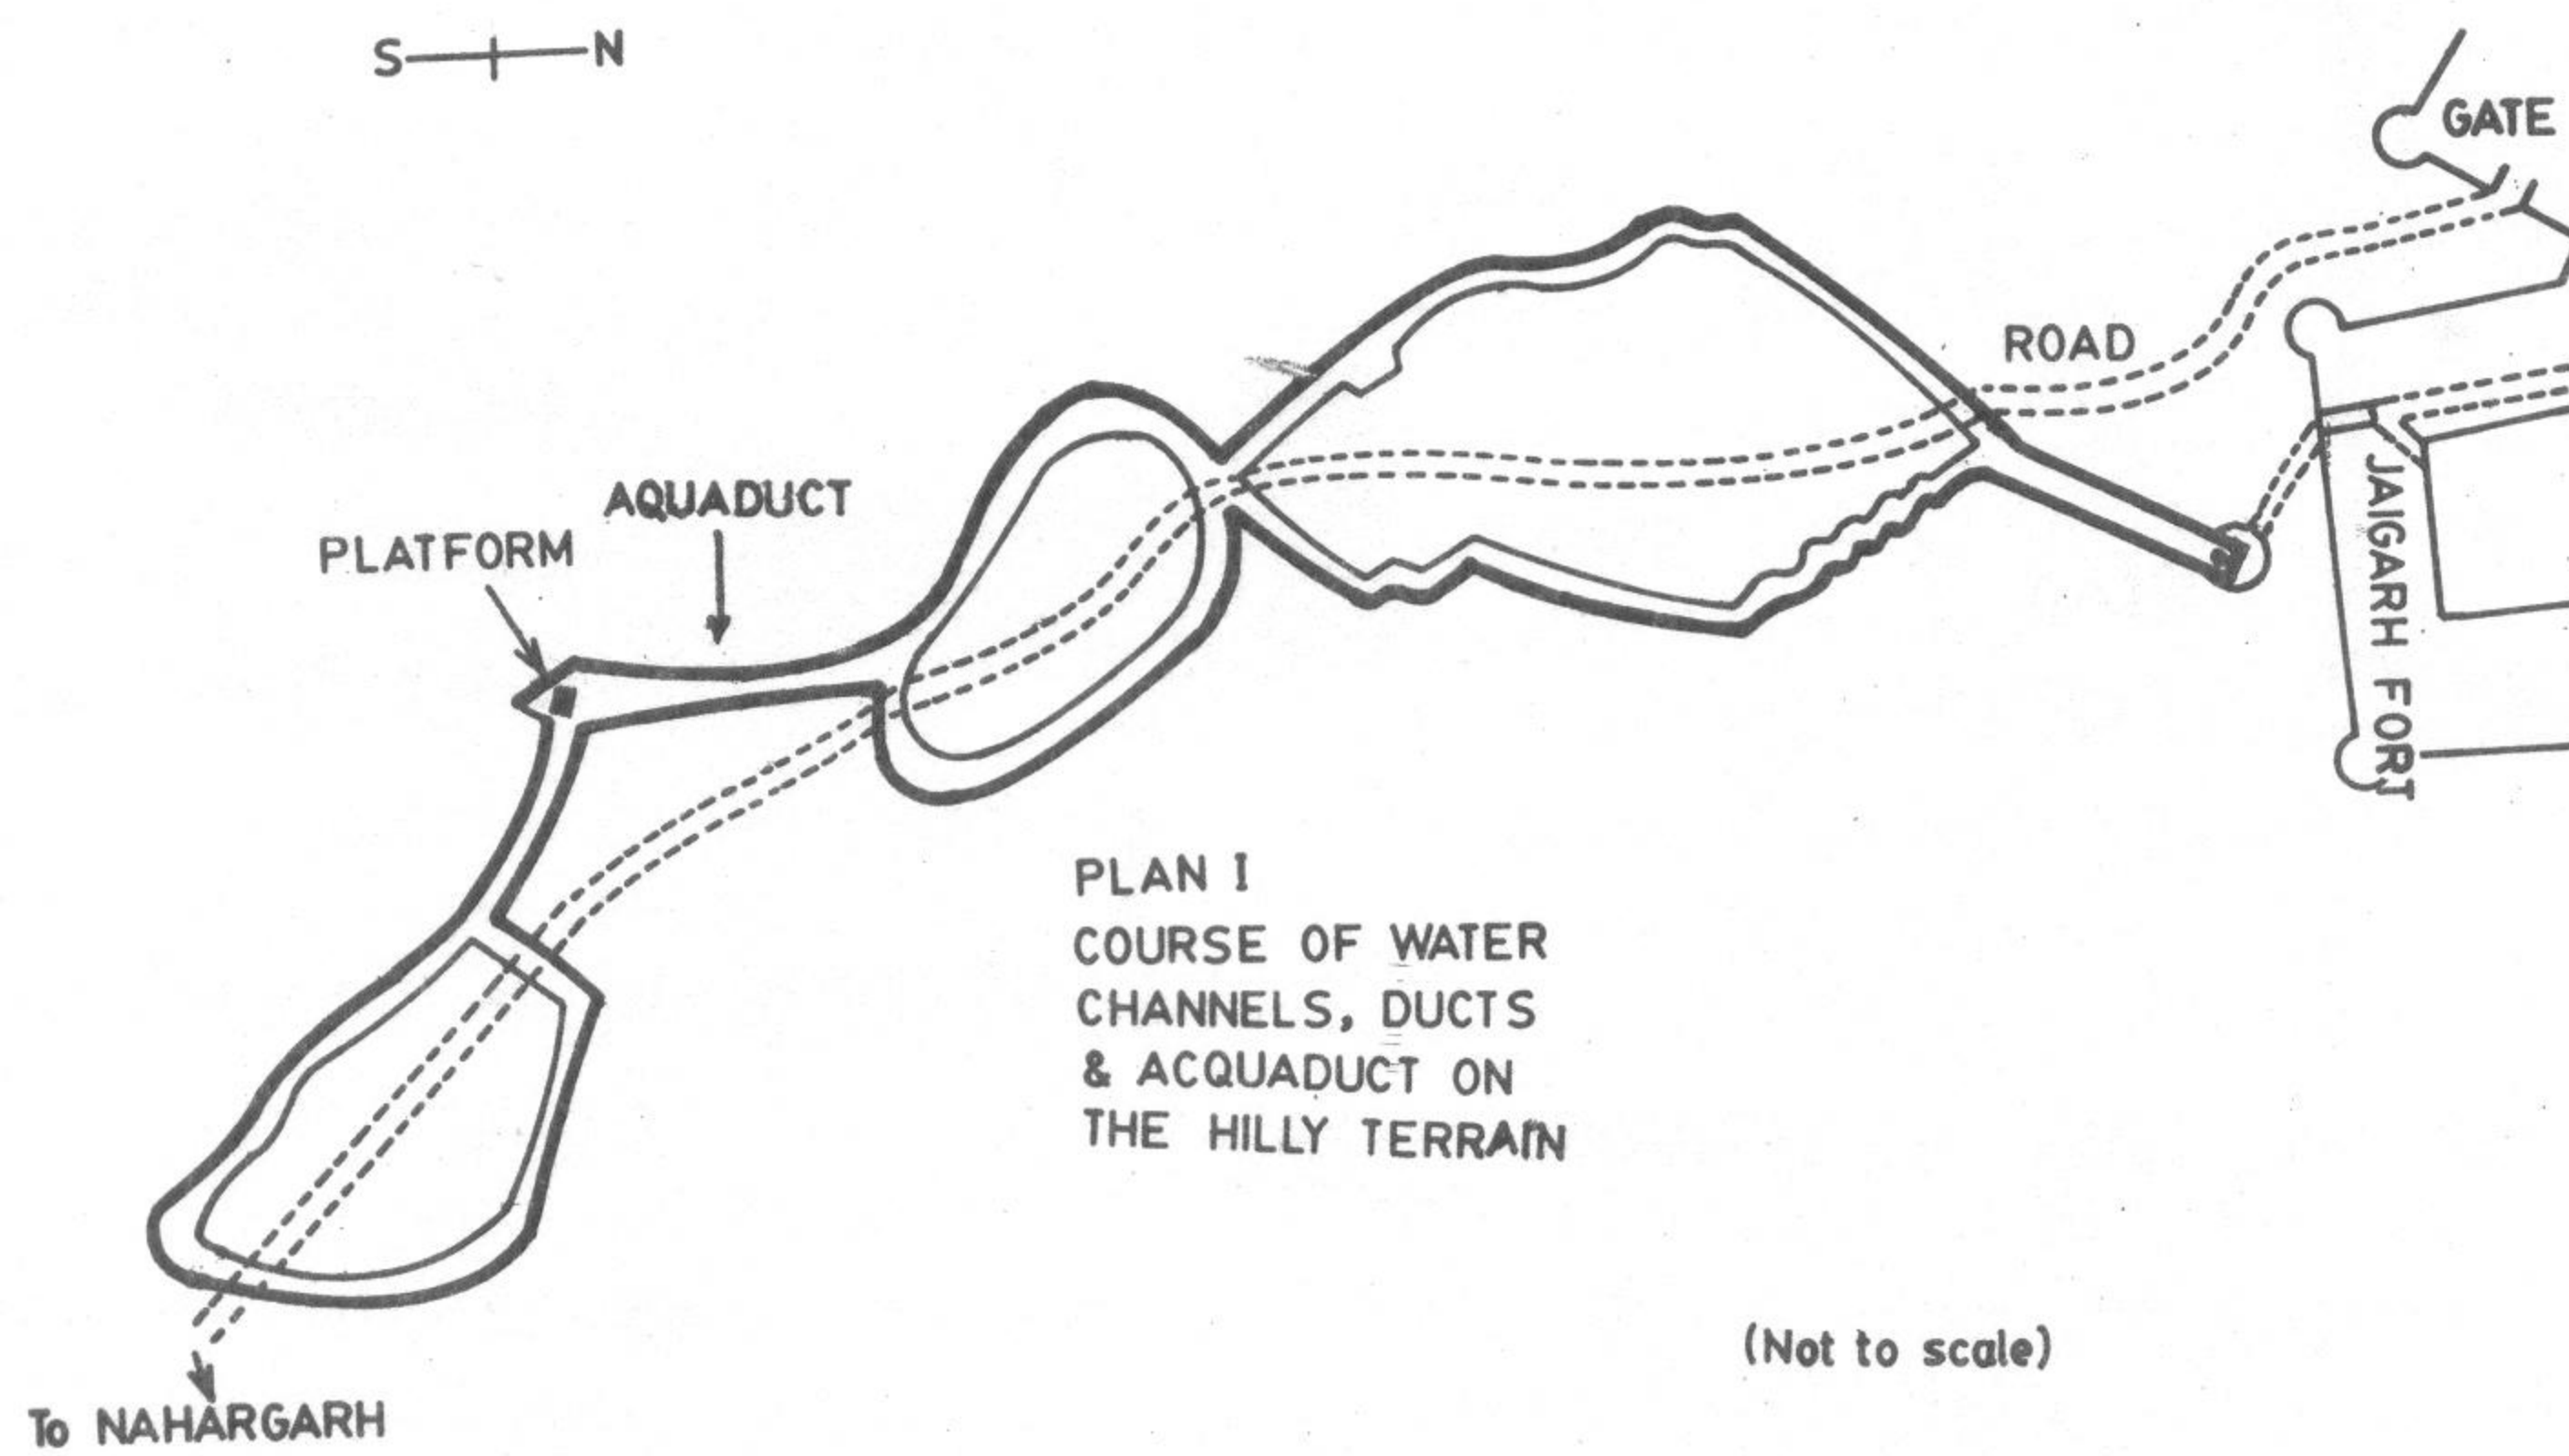 S N
GATE
ROAD
AQUADUCT
PLATFORM
JAIGARH FORT
PLAN I
COURSE OF WATER
CHANNELS, DUCTS
& ACQUADUCT ON
THE HILLY TERRAIN
(Not to scale)
To NAHARGARH